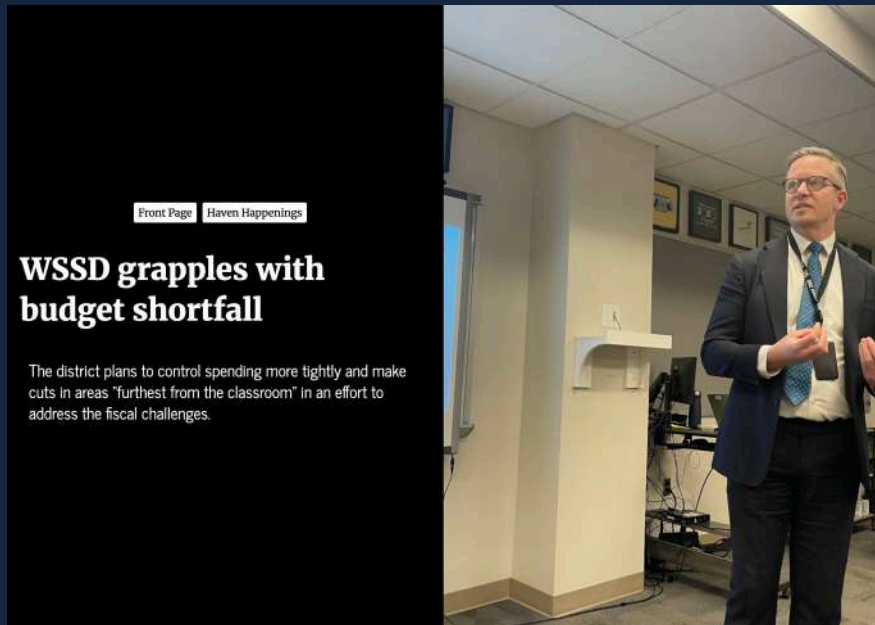 Front Page Haven Happenings
WSSD grapples with
budget shortfall
The district plans to control spending more tightly and make
cuts in areas "furthest from the classroom" in an effort to
address the fiscal challenges.